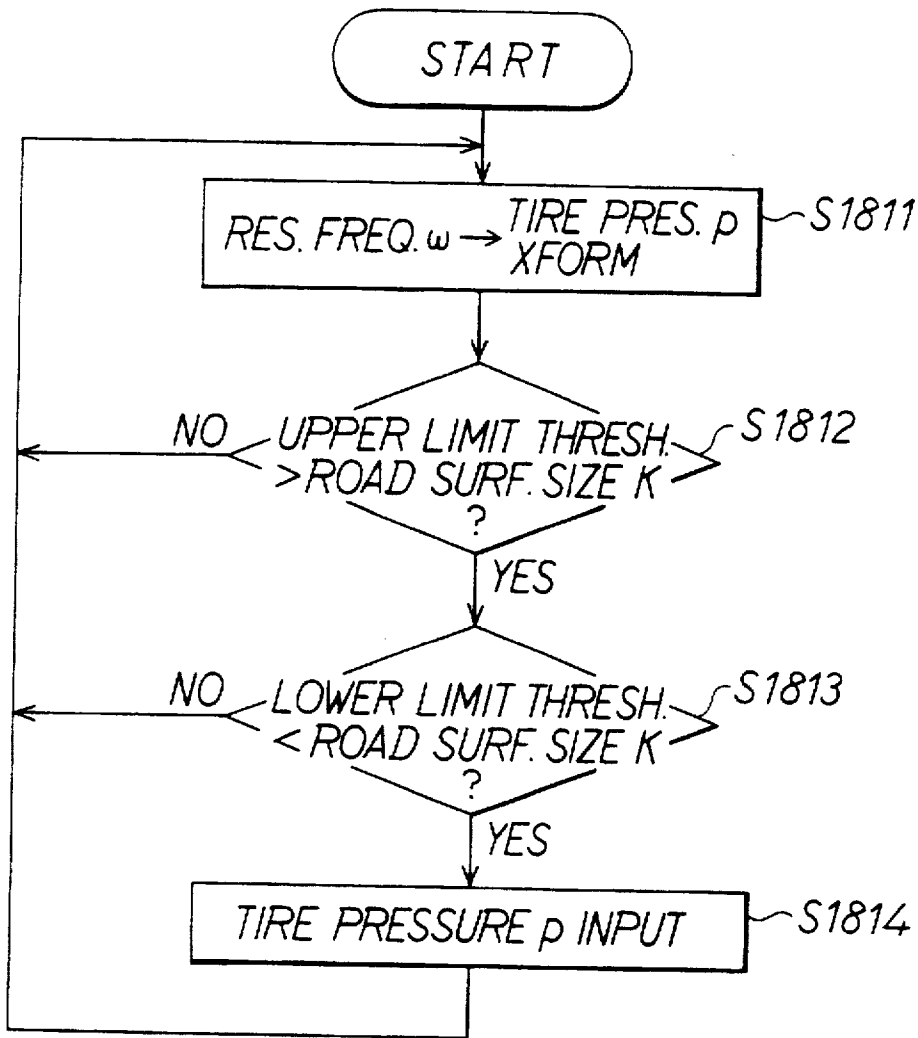 START
RES. FREQ. ω → TIRE PRES. p
XFORM
S1811
UPPER LIMIT THRESH.
> ROAD SURF. SIZE K
?
S1812
NO
YES
LOWER LIMIT THRESH.
< ROAD SURF. SIZE K
?
S1813
NO
YES
TIRE PRESSURE p INPUT
S1814